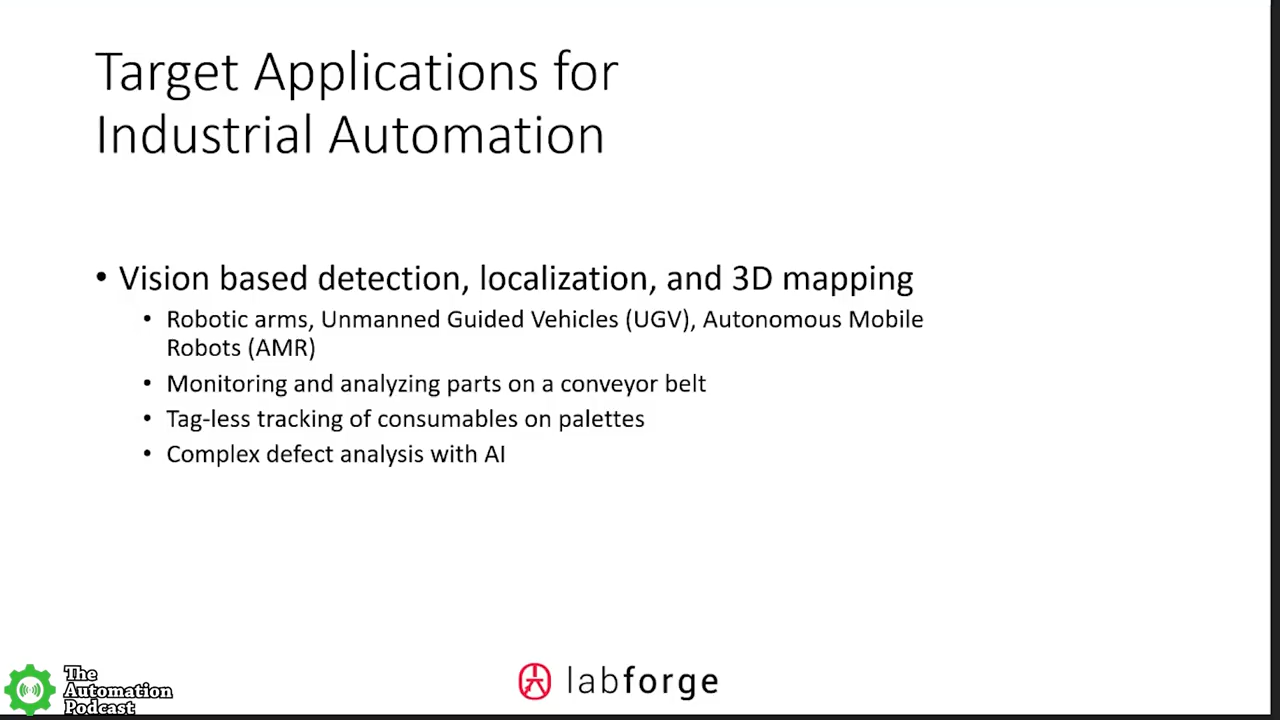 Target Applications for
Industrial Automation
• Vision based detection, localization, and 3D mapping
• Robotic arms, Unmanned Guided Vehicles (UGV), Autonomous Mobile
Robots (AMR)
• Monitoring and analyzing parts on a conveyor belt
• Tag-less tracking of consumables on palettes
• Complex defect analysis with AI
The
Automation
Podcast
labforge